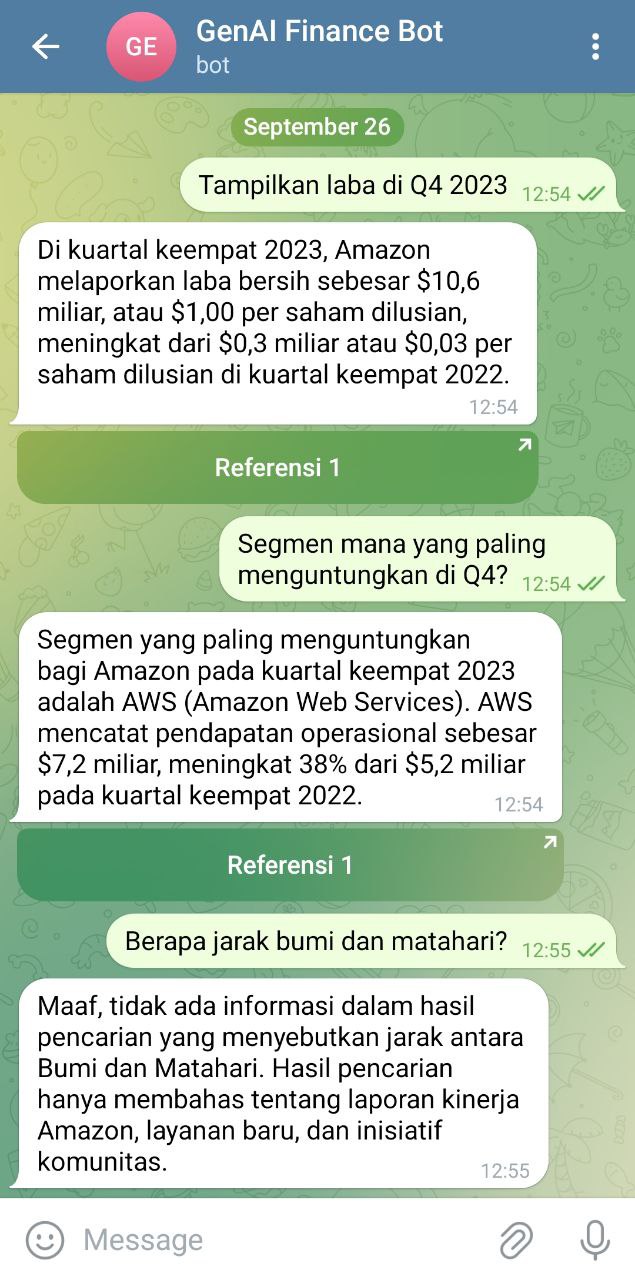 GE
GenAI Finance Bot
bot
September 26
Tampilkan laba di Q4 2023
12:54
Di kuartal keempat 2023, Amazon
melaporkan laba bersih sebesar $10,6
miliar, atau $1,00 per saham dilusian,
meningkat dari $0,3 miliar atau $0,03 per
saham dilusian di kuartal keempat 2022.
12:54
Referensi 1
Segmen mana yang paling
menguntungkan di Q4?
12:54
Segmen yang paling menguntungkan
bagi Amazon pada kuartal keempat 2023
adalah AWS (Amazon Web Services). AWS
mencatat pendapatan operasional sebesar
$7,2 miliar, meningkat 38% dari $5,2 miliar
pada kuartal keempat 2022.
12:54
Referensi 1
Berapa jarak bumi dan matahari?
12:55
Maaf, tidak ada informasi dalam hasil
pencarian yang menyebutkan jarak antara
Bumi dan Matahari. Hasil pencarian
hanya membahas tentang laporan kinerja
Amazon, layanan baru, dan inisiatif
komunitas.
12:55
Message